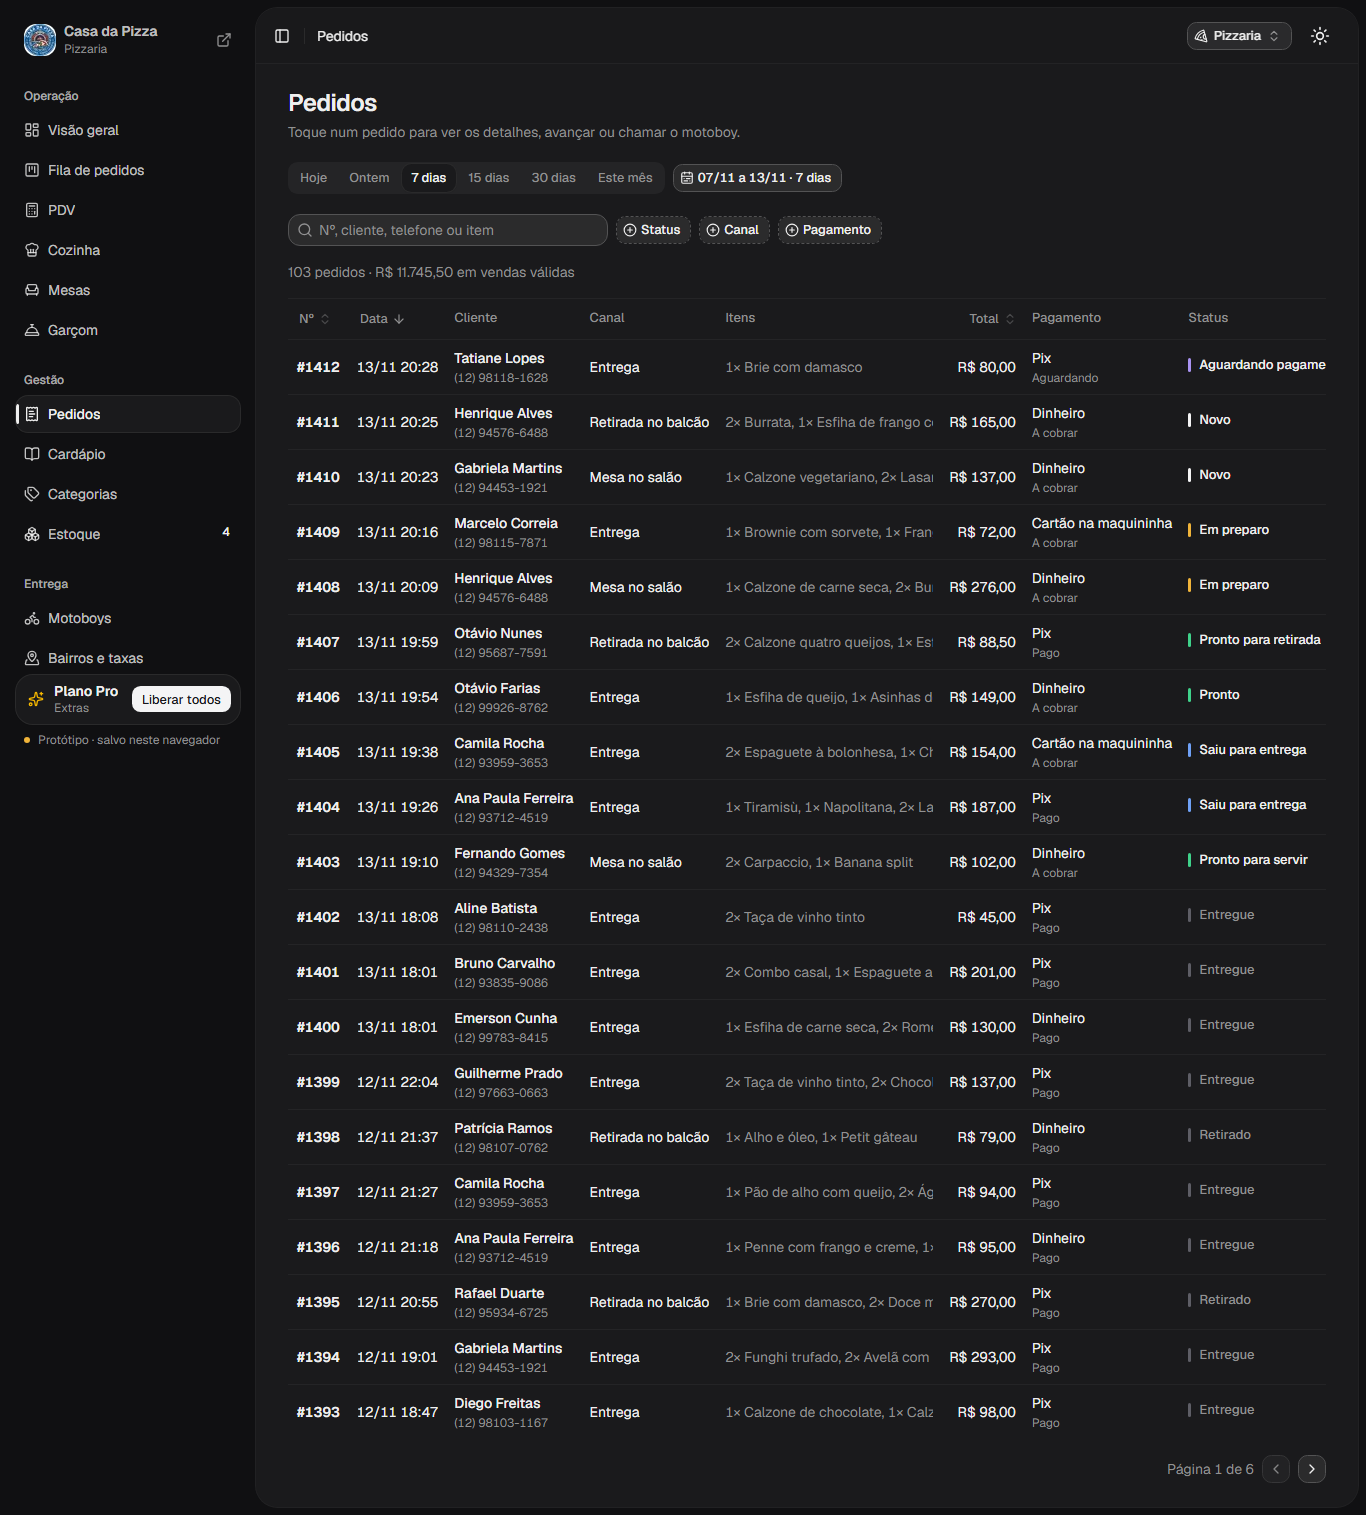 Casa da Pizza
Pizzaria
Operação
Visão geral
Fila de pedidos
PDV
Cozinha
Mesas
Garçom
Gestão
Pedidos
Cardápio
Categorias
Estoque 4
Entrega
Motoboys
Bairros e taxas
Plano Pro
Extras
Liberar todos
Protótipo · salvo neste navegador
Pedidos
Pizzaria
Pedidos
Toque num pedido para ver os detalhes, avançar ou chamar o motoboy.
Hoje Ontem 7 dias 15 dias 30 dias Este mês 07/11 a 13/11 · 7 dias
Nº, cliente, telefone ou item Status Canal Pagamento
103 pedidos · R$ 11.745,50 em vendas válidas
Nº Data Cliente Canal Itens Total Pagamento Status
#1412 13/11 20:28 Tatiane Lopes Entrega 1× Brie com damasco R$ 80,00 Pix Aguardando pagame
(12) 98118-1628 Aguardando
#1411 13/11 20:25 Henrique Alves Retirada no balcão 2× Burrata, 1× Esfiha de frango c R$ 165,00 Dinheiro Novo
(12) 94576-6488 A cobrar
#1410 13/11 20:23 Gabriela Martins Mesa no salão 1× Calzone vegetariano, 2× Lasa R$ 137,00 Dinheiro Novo
(12) 94453-1921 A cobrar
#1409 13/11 20:16 Marcelo Correia Entrega 1× Brownie com sorvete, 1× Fran R$ 72,00 Cartão na maquininha Em preparo
(12) 98115-7871 A cobrar
#1408 13/11 20:09 Henrique Alves Mesa no salão 1× Calzone de carne seca, 2× Bu R$ 276,00 Dinheiro Em preparo
(12) 94576-6488 A cobrar
#1407 13/11 19:59 Otávio Nunes Retirada no balcão 2× Calzone quatro queijos, 1× Es R$ 88,50 Pix Pronto para retirada
(12) 95687-7591 Pago
#1406 13/11 19:54 Otávio Farias Entrega 1× Esfiha de queijo, 1× Asinhas d R$ 149,00 Dinheiro Pronto
(12) 99926-8762 A cobrar
#1405 13/11 19:38 Camila Rocha Entrega 2× Espaguete à bolonhesa, 1× Ch R$ 154,00 Cartão na maquininha Saiu para entrega
(12) 93959-3653 A cobrar
#1404 13/11 19:26 Ana Paula Ferreira Entrega 1× Tiramisù, 1× Napolitana, 2× La R$ 187,00 Pix Saiu para entrega
(12) 93712-4519 Pago
#1403 13/11 19:10 Fernando Gomes Mesa no salão 2× Carpaccio, 1× Banana split R$ 102,00 Dinheiro Pronto para servir
(12) 94329-7354 A cobrar
#1402 13/11 18:08 Aline Batista Entrega 2× Taça de vinho tinto R$ 45,00 Pix Entregue
(12) 98110-2438 Pago
#1401 13/11 18:01 Bruno Carvalho Entrega 2× Combo casal, 1× Espaguete a R$ 201,00 Pix Entregue
(12) 93835-9086 Pago
#1400 13/11 18:01 Emerson Cunha Entrega 1× Esfiha de carne seca, 2× Rome R$ 130,00 Dinheiro Entregue
(12) 99783-8415 Pago
#1399 12/11 22:04 Guilherme Prado Entrega 2× Taça de vinho tinto, 2× Choco R$ 137,00 Pix Entregue
(12) 97663-0663 Pago
#1398 12/11 21:37 Patrícia Ramos Retirada no balcão 1× Alho e óleo, 1× Petit gâteau R$ 79,00 Dinheiro Retirado
(12) 98107-0762 Pago
#1397 12/11 21:27 Camila Rocha Entrega 1× Pão de alho com queijo, 2× Ág R$ 94,00 Pix Entregue
(12) 93959-3653 Pago
#1396 12/11 21:18 Ana Paula Ferreira Entrega 1× Penne com frango e creme, 1× R$ 95,00 Dinheiro Entregue
(12) 93712-4519 Pago
#1395 12/11 20:55 Rafael Duarte Retirada no balcão 1× Brie com damasco, 2× Doce m R$ 270,00 Pix Retirado
(12) 95934-6725 Pago
#1394 12/11 19:01 Gabriela Martins Entrega 2× Funghi trufado, 2× Avelã com R$ 293,00 Pix Entregue
(12) 94453-1921 Pago
#1393 12/11 18:47 Diego Freitas Entrega 1× Calzone de chocolate, 1× Calz R$ 98,00 Pix Entregue
(12) 98103-1167 Pago
Página 1 de 6